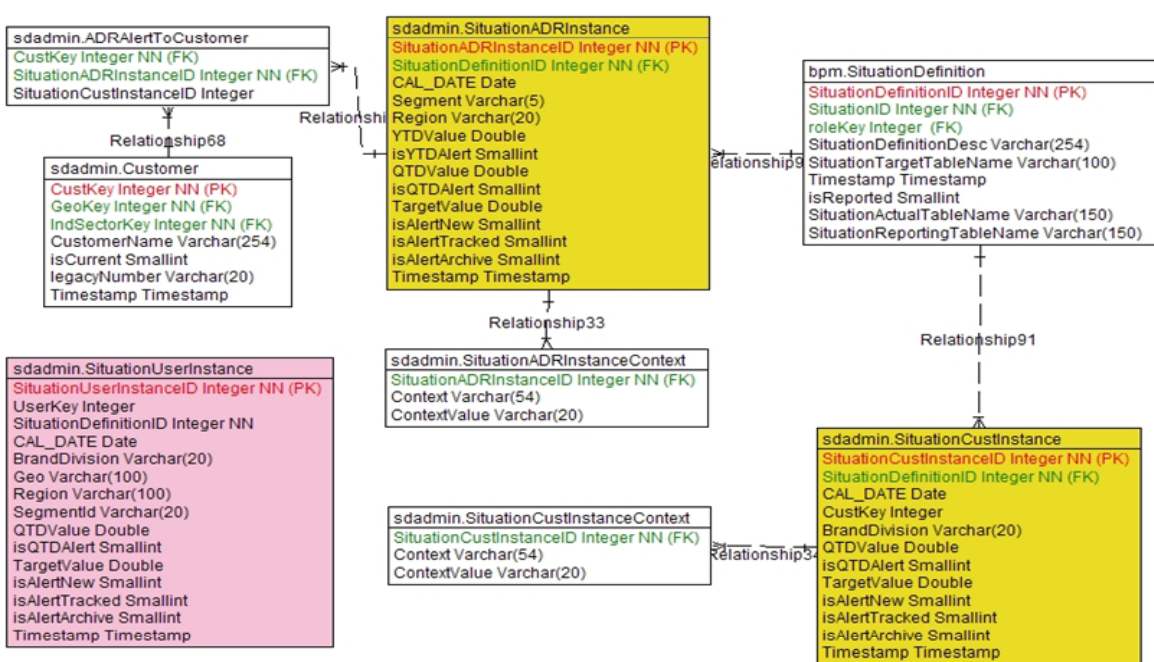 sdadmin.ADRAlertToCustomer
CustKey Integer NN (FK)
SituationADRInstanceID Integer NN (FK)
SituationCustInstanceID Integer
Relationship68
sdadmin.Customer
CustKey Integer NN (PK)
GeoKey Integer NN (FK)
IndSectorKey Integer NN (FK)
CustomerName Varchar(254)
isCurrent Smallint
legacyNumber Varchar(20)
Timestamp Timestamp
Relationshi
sdadmin.SituationADRInstance
SituationADRInstanceID Integer NN (PK)
SituationDefinitionID Integer NN (FK)
CAL_DATE Date
Segment Varchar(5)
Region Varchar(20)
YTDValue Double
isYTDAlert Smallint
QTDValue Double
isQTDAlert Smallint
TargetValue Double
isAlertNew Smallint
isAlertTracked Smallint
isAlertArchive Smallint
Timestamp Timestamp
elationship9
bpm.SituationDefinition
SituationDefinitionID Integer NN (PK)
SituationID Integer NN (FK)
roleKey Integer (FK)
SituationDefinitionDesc Varchar(254)
SituationTargetTableName Varchar(100)
Timestamp Timestamp
isReported Smallint
SituationActualTableName Varchar(150)
SituationReportingTableName Varchar(150)
Relationship33
sdadmin.SituationADRInstanceContext
SituationADRInstanceID Integer NN (FK)
Context Varchar(54)
ContextValue Varchar(20)
Relationship91
sdadmin.SituationUserInstance
SituationUserInstanceID Integer NN (PK)
UserKey Integer
SituationDefinitionID Integer NN
CAL_DATE Date
BrandDivision Varchar(20)
Geo Varchar(100)
Region Varchar(100)
SegmentId Varchar(20)
QTDValue Double
isQTDAlert Smallint
TargetValue Double
isAlertNew Smallint
isAlertTracked Smallint
isAlertArchive Smallint
Timestamp Timestamp
sdadmin.SituationCustInstanceContext
SituationCustInstanceID Integer NN (FK)
Context Varchar(54)
ContextValue Varchar(20)
Relationship34
sdadmin.SituationCustInstance
SituationCustInstanceID Integer NN (PK)
SituationDefinitionID Integer NN (FK)
CAL_DATE Date
CustKey Integer
BrandDivision Varchar(20)
QTDValue Double
isQTDAlert Smallint
TargetValue Double
isAlertNew Smallint
isAlertTracked Smallint
isAlertArchive Smallint
Timestamp Timestamp